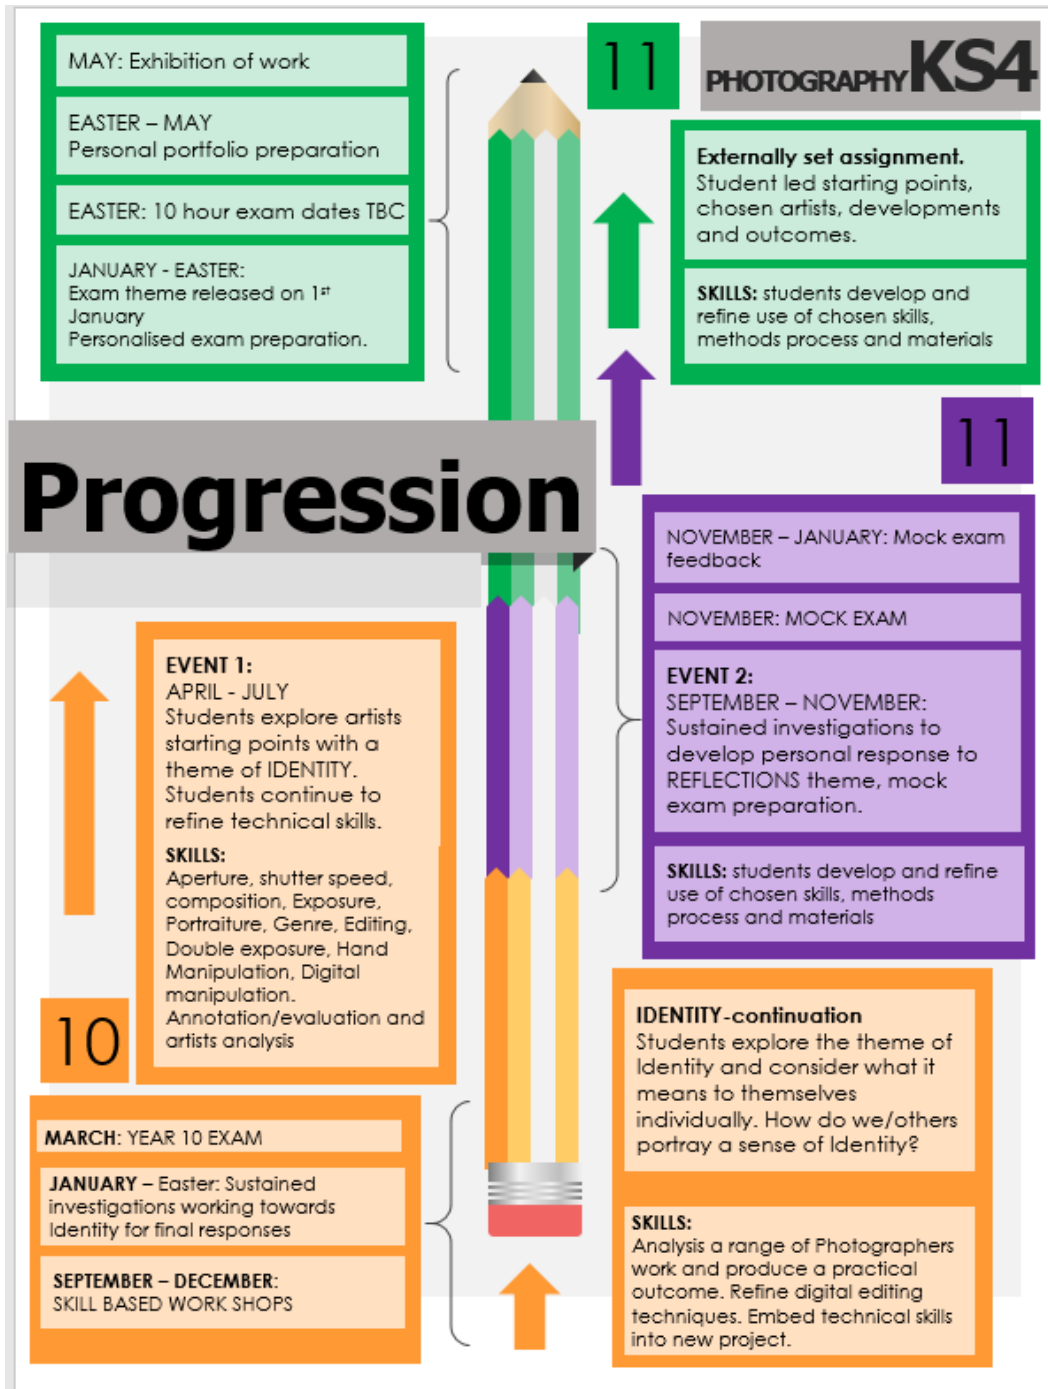 MAY: Exhibition of work
EASTER – MAY
Personal portfolio preparation
EASTER: 10 hour exam dates TBC
JANUARY - EASTER:
Exam theme released on 1st
January
Personalised exam preparation.
11
PHOTOGRAPHY KS4
Externally set assignment.
Student led starting points,
chosen artists, developments
and outcomes.
SKILLS: students develop and
refine use of chosen skills,
methods process and materials
Progression
11
NOVEMBER – JANUARY: Mock exam
feedback
NOVEMBER: MOCK EXAM
EVENT 2:
SEPTEMBER – NOVEMBER:
Sustained investigations to
develop personal response to
REFLECTIONS theme, mock
exam preparation.
SKILLS: students develop and refine
use of chosen skills, methods
process and materials
EVENT 1:
APRIL - JULY
Students explore artists
starting points with a
theme of IDENTITY.
Students continue to
refine technical skills.
SKILLS:
Aperture, shutter speed,
composition, Exposure,
Portraiture, Genre, Editing,
Double exposure, Hand
Manipulation, Digital
manipulation.
Annotation/evaluation and
artists analysis
10
IDENTITY-continuation
Students explore the theme of
Identity and consider what it
means to themselves
individually. How do we/others
portray a sense of Identity?
SKILLS:
Analysis a range of Photographers
work and produce a practical
outcome. Refine digital editing
techniques. Embed technical skills
into new project.
MARCH: YEAR 10 EXAM
JANUARY – Easter: Sustained
investigations working towards
Identity for final responses
SEPTEMBER – DECEMBER:
SKILL BASED WORK SHOPS